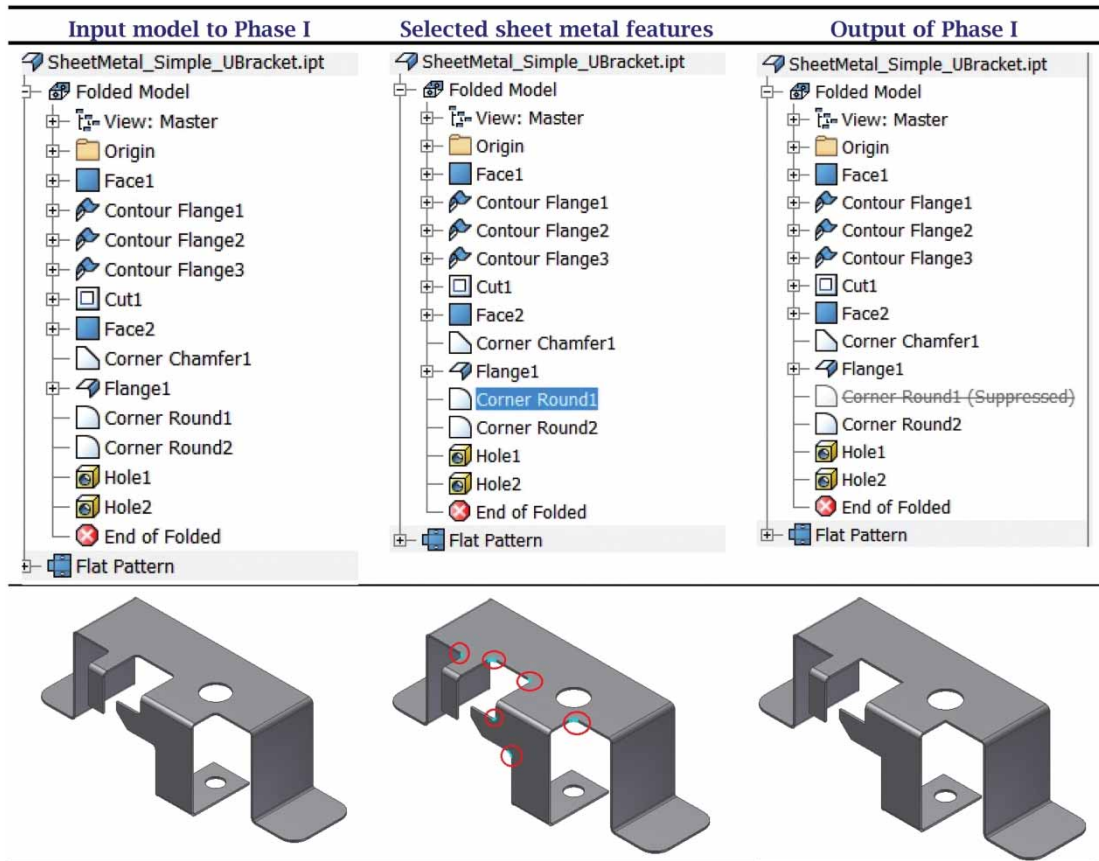 Input model to Phase I
SheetMetal_Simple_UBracket.ipt
Folded Model
View: Master
Origin
Face1
Contour Flange1
Contour Flange2
Contour Flange3
Cut1
Face2
Corner Chamfer1
Flange1
Corner Round1
Corner Round2
Hole1
Hole2
End of Folded
Flat Pattern
Selected sheet metal features
SheetMetal_Simple_UBracket.ipt
Folded Model
View: Master
Origin
Face1
Contour Flange1
Contour Flange2
Contour Flange3
Cut1
Face2
Corner Chamfer1
Flange1
Corner Round1
Corner Round2
Hole1
Hole2
End of Folded
Flat Pattern
Output of Phase I
SheetMetal_Simple_UBracket.ipt
Folded Model
View: Master
Origin
Face1
Contour Flange1
Contour Flange2
Contour Flange3
Cut1
Face2
Corner Chamfer1
Flange1
Corner Round1 (Suppressed)
Corner Round2
Hole1
Hole2
End of Folded
Flat Pattern